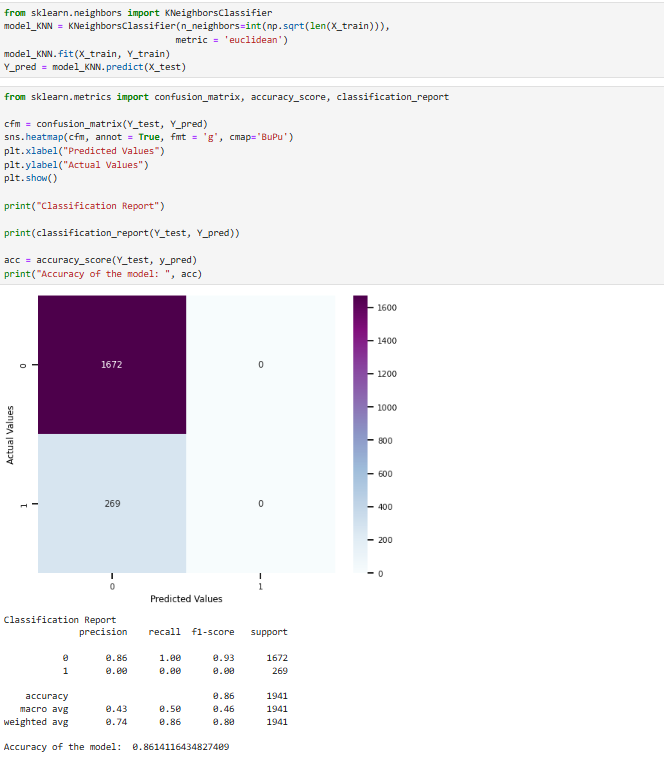 from sklearn.neighbors import KNeighborsClassifier
model_KNN = KNeighborsClassifier(n_neighbors=int(np.sqrt(len(X_train))),
metric = 'euclidean')
model_KNN.fit(X_train, Y_train)
Y_pred = model_KNN.predict(X_test)
from sklearn.metrics import confusion_matrix, accuracy_score, classification_report
cfm = confusion_matrix(Y_test, Y_pred)
sns.heatmap(cfm, annot = True, fmt = 'g', cmap='BuPu')
plt.xlabel("Predicted Values")
plt.ylabel("Actual Values")
plt.show()
print("Classification Report")
print(classification_report(Y_test, Y_pred))
acc = accuracy_score(Y_test, y_pred)
print("Accuracy of the model: ", acc)
1600
1400
1200
1000
800
600
400
200
0
Actual Values
0
1672
0
1
269
0
0
1
Predicted Values
Classification Report
precision recall f1-score support
0 0.86 1.00 0.93 1672
1 0.00 0.00 0.00 269
accuracy 0.86 1941
macro avg 0.43 0.50 0.46 1941
weighted avg 0.74 0.86 0.80 1941
Accuracy of the model: 0.8614116434827409